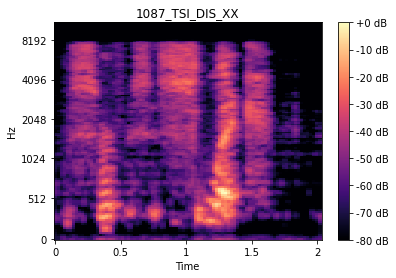 1087_TSI_DIS_XX
8192
4096
2048
1024
512
0
Hz
0
0.5
1
1.5
2
Time
+0 dB
-10 dB
-20 dB
-30 dB
-40 dB
-50 dB
-60 dB
-70 dB
-80 dB